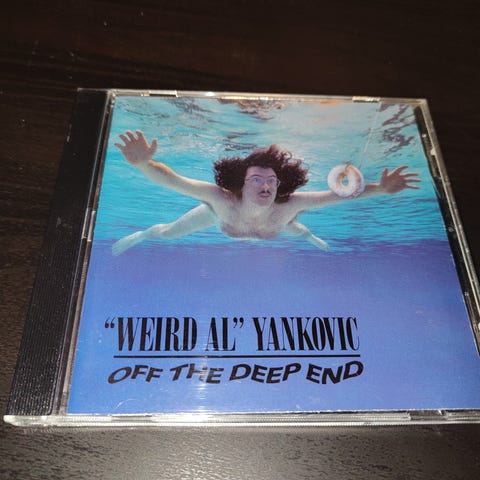 "WEIRD AL" YANKOVIC
OFF THE DEEP END